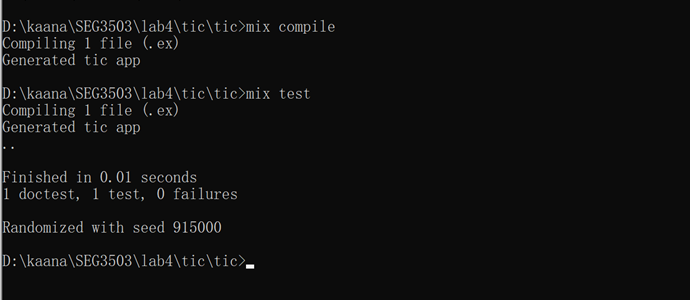 D:\kaana\SEG3503\lab4\tic\tic>mix compile
Compiling 1 file (.ex)
Generated tic app
D:\kaana\SEG3503\lab4\tic\tic>mix test
Compiling 1 file (.ex)
Generated tic app
..
Finished in 0.01 seconds
1 doctest, 1 test, 0 failures
Randomized with seed 915000
D:\kaana\SEG3503\lab4\tic\tic>